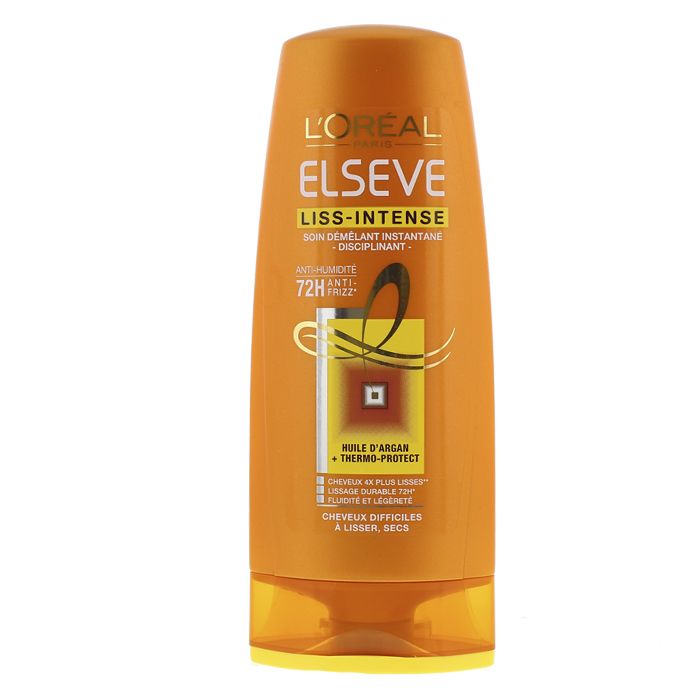 L'ORÉAL
PARIS
ELSEVE
LISS-INTENSE
SOIN DÉMÊLANT INSTANTANÉ
- DISCIPLINANT -
ANTI-HUMIDITÉ
72H ANTI-
FRIZZ*
HUILE D'ARGAN
+ THERMO-PROTECT
CHEVEUX 4X PLUS LISSES**
LISSAGE DURABLE 72H*
FLUIDITÉ ET LÉGÈRETÉ
CHEVEUX DIFFICILES
À LISSER, SECS